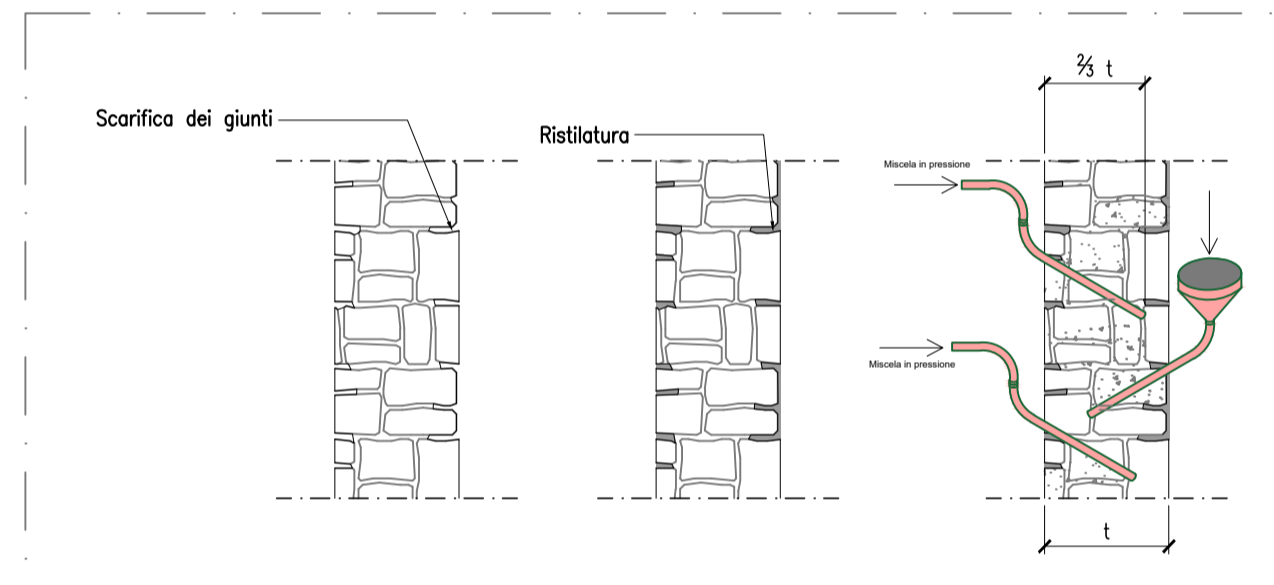 Scarifica dei giunti
Ristilatura
⅔ t
Miscela in pressione
Miscela in pressione
t